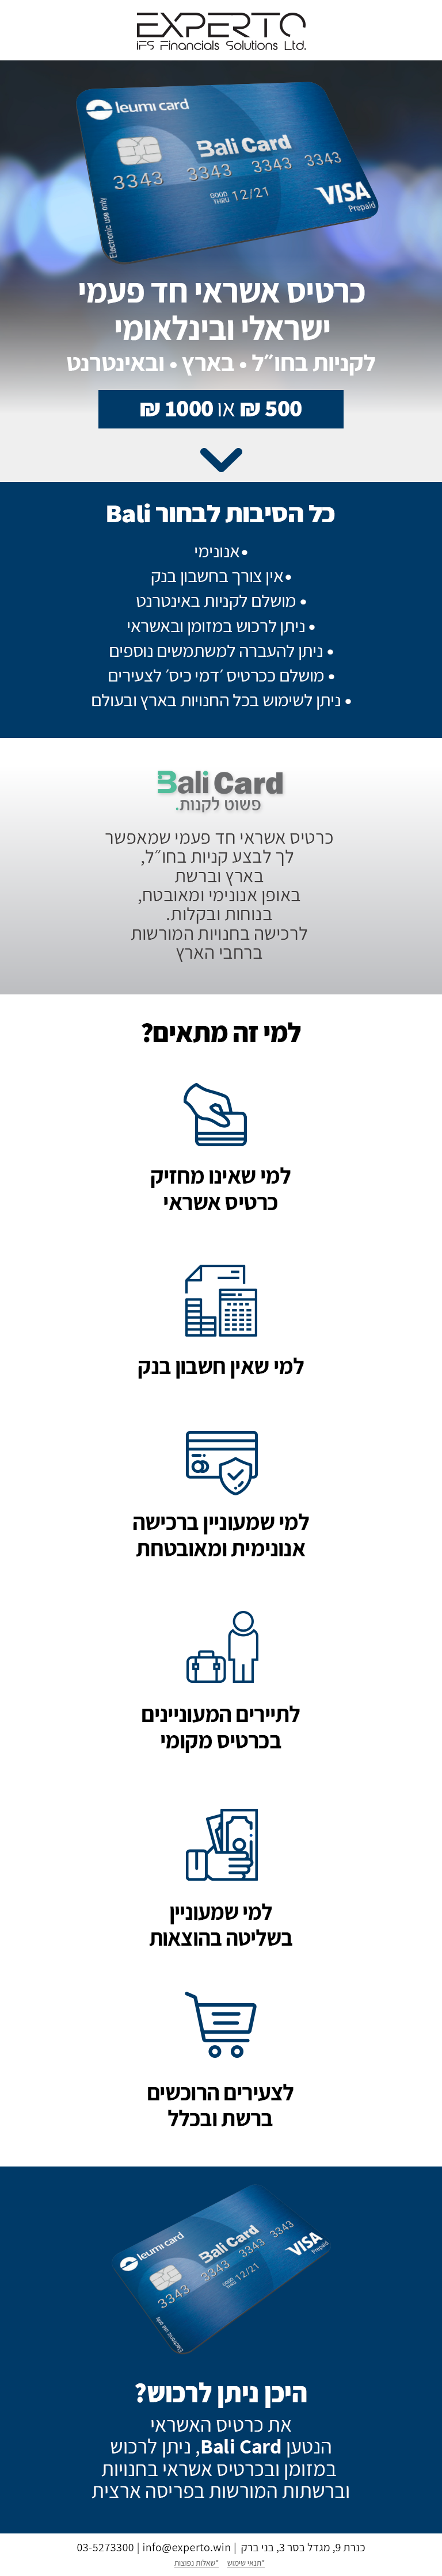 EXPERTO
iFS Financials Solutions Ltd.
leumi card
Bali Card
3343 3343 3343 3343
GOOD THRU 12/21
VISA
Prepaid
Electronic use only
כרטיס אשראי חד פעמי
ישראלי ובינלאומי
לקניות בחו״ל • בארץ • ובאינטרנט
500 ₪ או 1000 ₪
כל הסיבות לבחור Bali
•אנונימי
•אין צורך בחשבון בנק
• מושלם לקניות באינטרנט
• ניתן לרכוש במזומן ובאשראי
• ניתן להעברה למשתמשים נוספים
• מושלם ככרטיס ׳דמי כיס׳ לצעירים
• ניתן לשימוש בכל החנויות בארץ ובעולם
Bali Card
פשוט לקנות.
כרטיס אשראי חד פעמי שמאפשר
לך לבצע קניות בחו״ל,
בארץ וברשת
באופן אנונימי ומאובטח,
בנוחות ובקלות.
לרכישה בחנויות המורשות
ברחבי הארץ
למי זה מתאים?
למי שאינו מחזיק
כרטיס אשראי
למי שאין חשבון בנק
למי שמעוניין ברכישה
אנונימית ומאובטחת
לתיירים המעוניינים
בכרטיס מקומי
למי שמעוניין
בשליטה בהוצאות
לצעירים הרוכשים
ברשת ובכלל
leumi card
Bali Card
3343 3343 3343 3343
GOOD THRU 12/21
VISA
Prepaid
Electronic use only
היכן ניתן לרכוש?
את כרטיס האשראי
הנטען Bali Card, ניתן לרכוש
במזומן ובכרטיס אשראי בחנויות
וברשתות המורשות בפריסה ארצית
כנרת 9, מגדל בסר 3, בני ברק | info@experto.win | 03-5273300
*תנאי שימוש *שאלות נפוצות